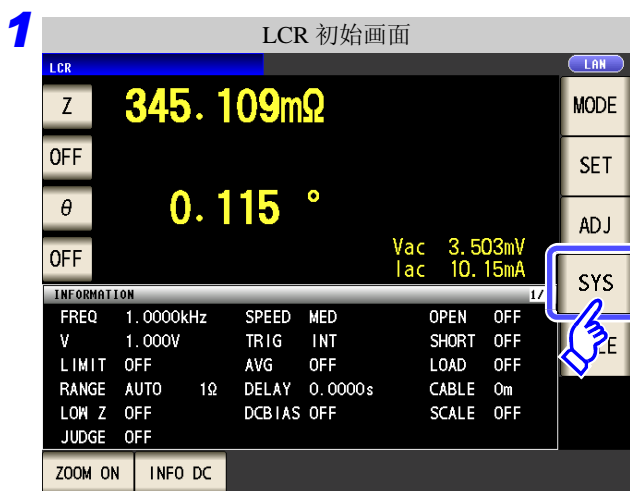 1
LCR 初始画面
LCR
LAN
Z 345.109mΩ
MODE
OFF
SET
θ 0.115 °
ADJ
OFF
Vac 3.503mV
Iac 10.15mA
SYS
INFORMATION 1/
FREQ 1.0000kHz SPEED MED OPEN OFF
V 1.000V TRIG INT SHORT OFF
LIMIT OFF AVG OFF LOAD OFF
RANGE AUTO 1Ω DELAY 0.0000s CABLE 0m
LOW Z OFF DCBIAS OFF SCALE OFF
JUDGE OFF
ZOOM ON INFO DC